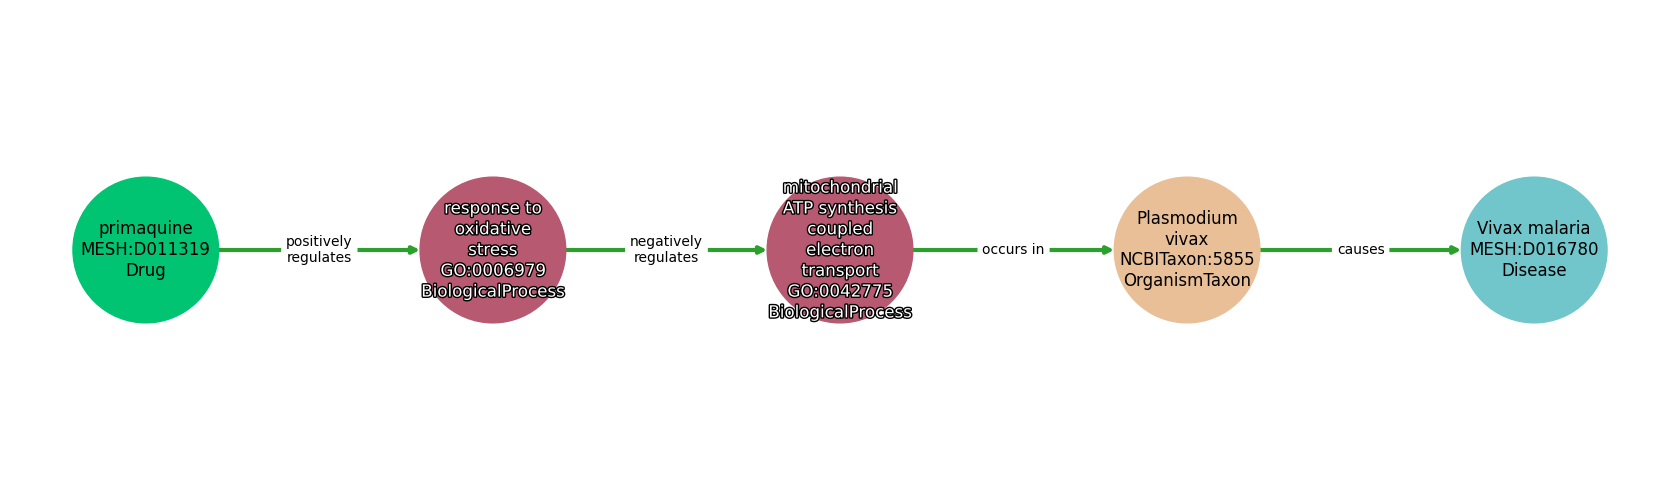 primaquine
MESH:D011319
Drug
positively
regulates
response to
oxidative
stress
GO:0006979
BiologicalProcess
negatively
regulates
mitochondrial
ATP synthesis
coupled
electron
transport
GO:0042775
BiologicalProcess
occurs in
Plasmodium
vivax
NCBITaxon:5855
OrganismTaxon
causes
Vivax malaria
MESH:D016780
Disease